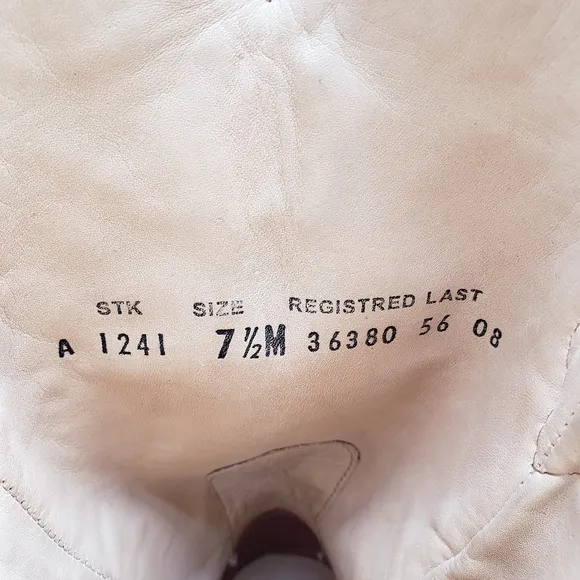 STK SIZE REGISTRED LAST
A 1241 7½M 36380 56 08